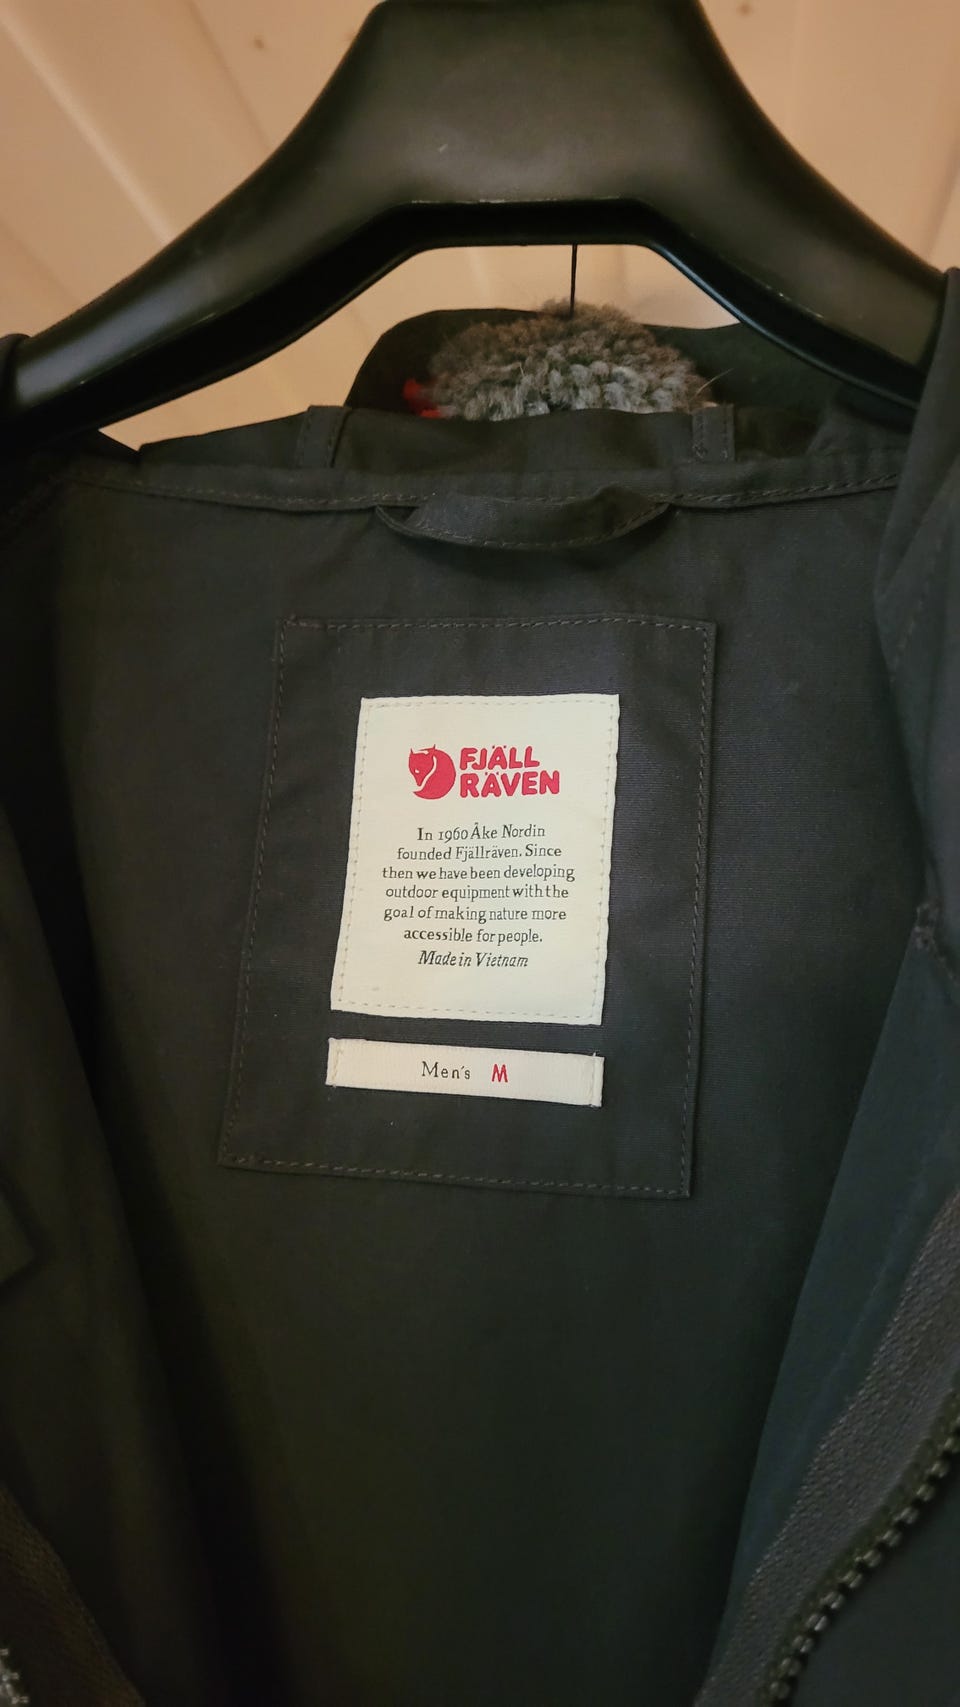 FJÄLL
RÄVEN
In 1960 Åke Nordin
founded Fjällräven. Since
then we have been developing
outdoor equipment with the
goal of making nature more
accessible for people.
Made in Vietnam
Men's M